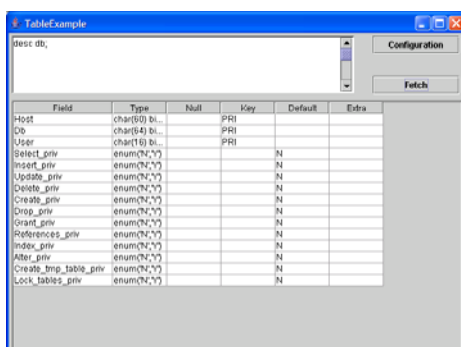 TableExample
desc db;
Configuration
Fetch
Field Type Null Key Default Extra
Host char(60) bi... PRI
Db char(64) bi... PRI
User char(16) bi... PRI
Select_priv enum('N','Y') N
Insert_priv enum('N','Y') N
Update_priv enum('N','Y') N
Delete_priv enum('N','Y') N
Create_priv enum('N','Y') N
Drop_priv enum('N','Y') N
Grant_priv enum('N','Y') N
References_priv enum('N','Y') N
Index_priv enum('N','Y') N
Alter_priv enum('N','Y') N
Create_tmp_table_priv enum('N','Y') N
Lock_tables_priv enum('N','Y') N